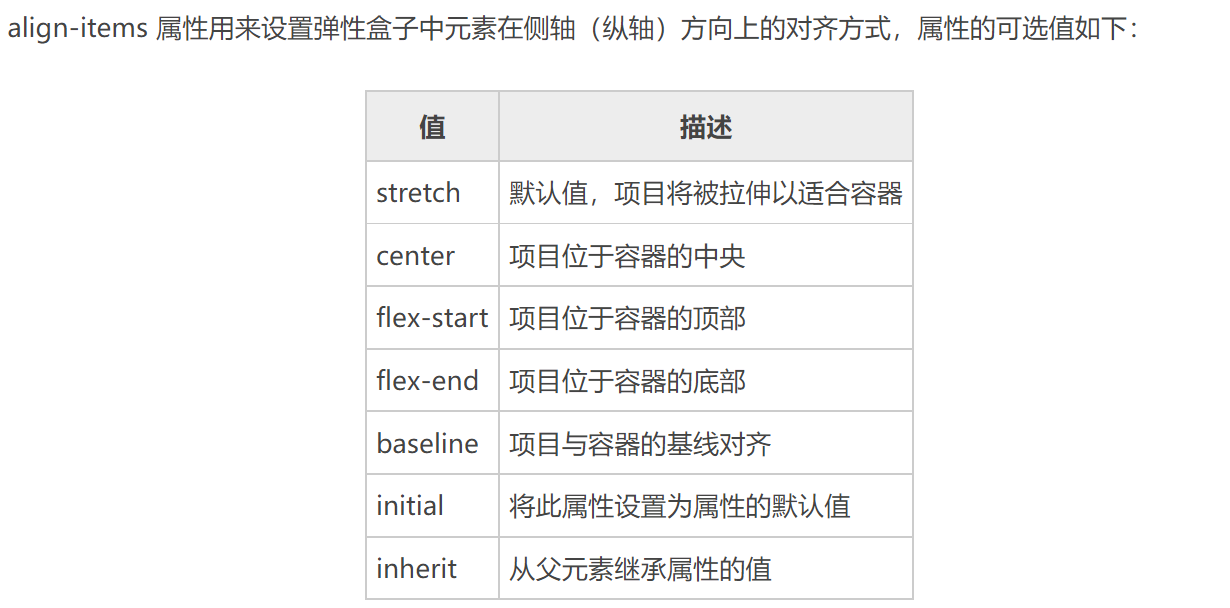 align-items 属性用来设置弹性盒子中元素在侧轴（纵轴）方向上的对齐方式，属性的可选值如下：
值 描述
stretch 默认值，项目将被拉伸以适合容器
center 项目位于容器的中央
flex-start 项目位于容器的顶部
flex-end 项目位于容器的底部
baseline 项目与容器的基线对齐
initial 将此属性设置为属性的默认值
inherit 从父元素继承属性的值